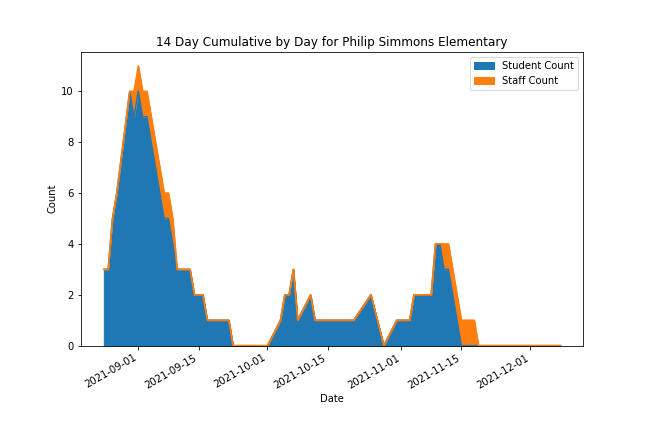 14 Day Cumulative by Day for Philip Simmons Elementary
Student Count
Staff Count
10
8
6
4
2
0
Count
2021-09-01
2021-09-15
2021-10-01
2021-10-15
2021-11-01
2021-11-15
2021-12-01
Date